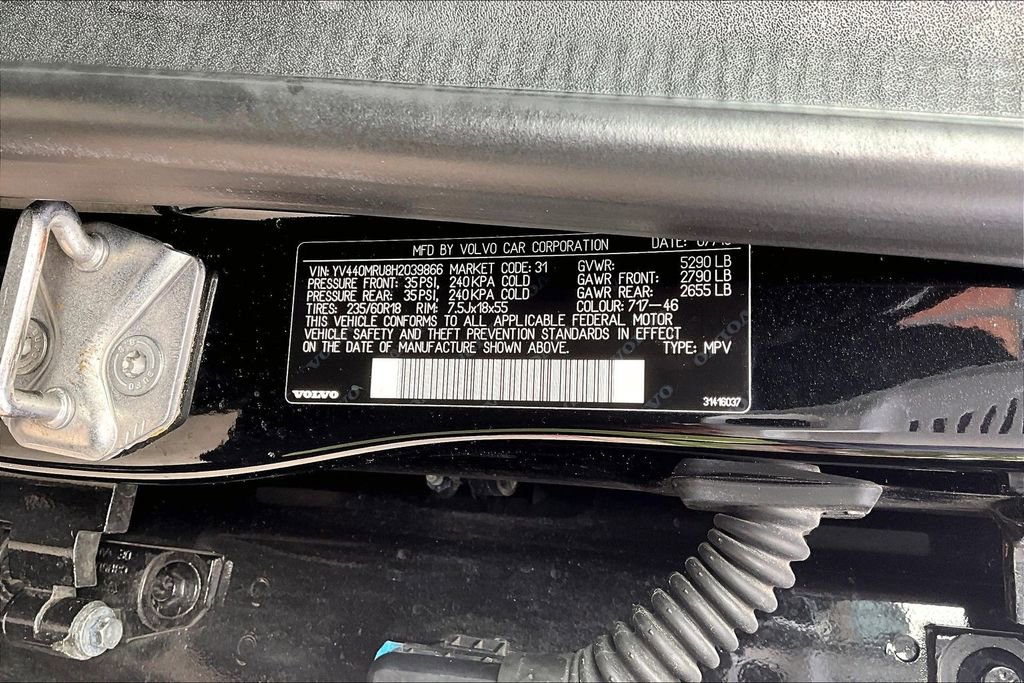 MFD BY VOLVO CAR CORPORATION DATE:
VIN: YV440MRU8H2039866 MARKET CODE: 31 GVWR: 5290 LB
PRESSURE FRONT: 35 PSI, 240 KPA COLD GAWR FRONT: 2790 LB
PRESSURE REAR: 35 PSI, 240 KPA COLD GAWR REAR: 2655 LB
TIRES: 235/60R18 RIM: 7.5Jx18x55 COLOUR: 717-46
THIS VEHICLE CONFORMS TO ALL APPLICABLE FEDERAL MOTOR
VEHICLE SAFETY AND THEFT PREVENTION STANDARDS IN EFFFECT
ON THE DATE OF MANUFACTURE SHOWN ABOVE. TYPE: MPV
VOLVO 31416037